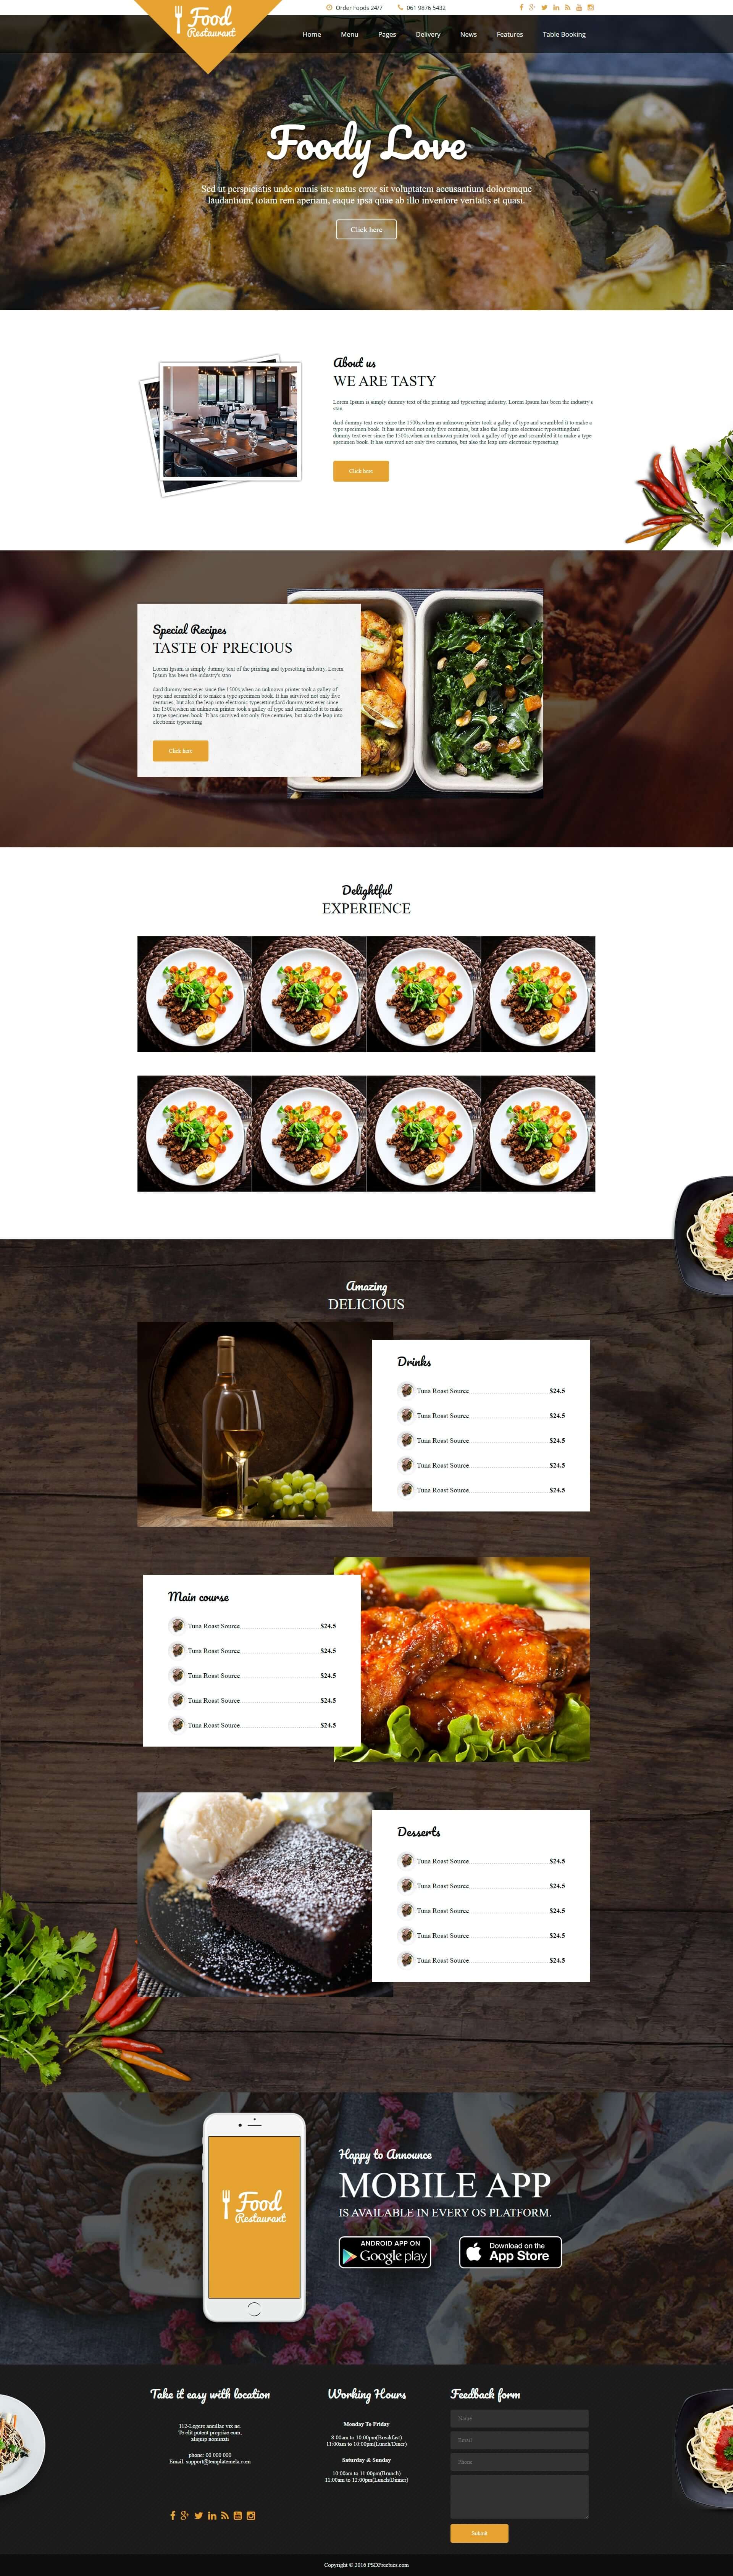 Food
Restaurant
Order Foods 24/7
061 9876 5432
Home
Menu
Pages
Delivery
News
Features
Table Booking
Foody Love
Sed ut perspiciatis unde omnis iste natus error sit voluptatem accusantium doloremque
laudantium, totam rem aperiam, eaque ipsa quae ab illo inventore veritatis et quasi.
Click here
About us
WE ARE TASTY
Lorem Ipsum is simply dummy text of the printing and typesetting industry. Lorem Ipsum has been the industry's
stan
dard dummy text ever since the 1500s,when an unknown printer took a galley of type and scrambled it to make a
type specimen book. It has survived not only five centuries, but also the leap into electronic typesettingdard
dummy text ever since the 1500s,when an unknown printer took a galley of type and scrambled it to make a type
specimen book. It has survived not only five centuries, but also the leap into electronic typesetting
Click here
Special Recipes
TASTE OF PRECIOUS
Lorem Ipsum is simply dummy text of the printing and typesetting industry. Lorem
Ipsum has been the industry's stan
dard dummy text ever since the 1500s,when an unknown printer took a galley of
type and scrambled it to make a type specimen book. It has survived not only five
centuries, but also the leap into electronic typesettingdard dummy text ever since
the 1500s,when an unknown printer took a galley of type and scrambled it to make
a type specimen book. It has survived not only five centuries, but also the leap into
electronic typesetting
Click here
Delightful
EXPERIENCE
Amazing
DELICIOUS
Drinks
Tuna Roast Source $24.5
Tuna Roast Source $24.5
Tuna Roast Source $24.5
Tuna Roast Source $24.5
Tuna Roast Source $24.5
Main course
Tuna Roast Source $24.5
Tuna Roast Source $24.5
Tuna Roast Source $24.5
Tuna Roast Source $24.5
Tuna Roast Source $24.5
Desserts
Tuna Roast Source $24.5
Tuna Roast Source $24.5
Tuna Roast Source $24.5
Tuna Roast Source $24.5
Tuna Roast Source $24.5
Food
Restaurant
Happy to Announce
MOBILE APP
IS AVAILABLE IN EVERY OS PLATFORM.
ANDROID APP ON
Google play
Download on the
App Store
Take it easy with location
112-Legere ancillae vix ne.
Te elit putent propriae eum,
aliquip nominati
phone: 00 000 000
Email: support@templatemela.com
Working Hours
Monday To Friday
8:00am to 10:00pm(Breakfast)
11:00am to 10:00pm(Lunch/Diner)
Saturday & Sunday
10:00am to 11:00pm(Brunch)
11:00am to 12:00pm(Lunch/Dinner)
Feedback form
Name
Email
Phone
Submit
Copyright © 2016 PSDFreebies.com